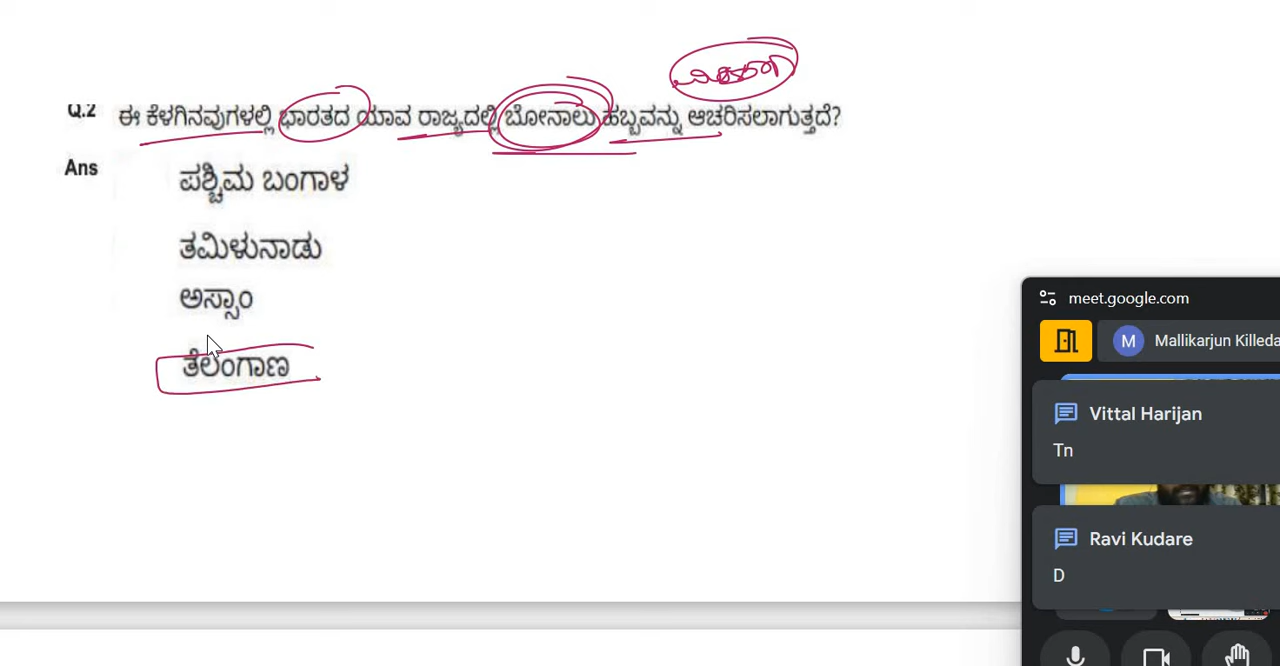 Q.2 ಈ ಕೆಳಗಿನವುಗಳಲ್ಲಿ ಭಾರತದ ಯಾವ ರಾಜ್ಯದಲ್ಲಿ ಬೋನಾಲು ಹಬ್ಬವನ್ನು ಆಚರಿಸಲಾಗುತ್ತದೆ?
Ans ಪಶ್ಚಿಮ ಬಂಗಾಳ
ತಮಿಳುನಾಡು
ಅಸ್ಸಾಂ
ತೆಲಂಗಾಣ
meet.google.com
M Mallikarjun Killeda
Vittal Harijan
Tn
Ravi Kudare
D